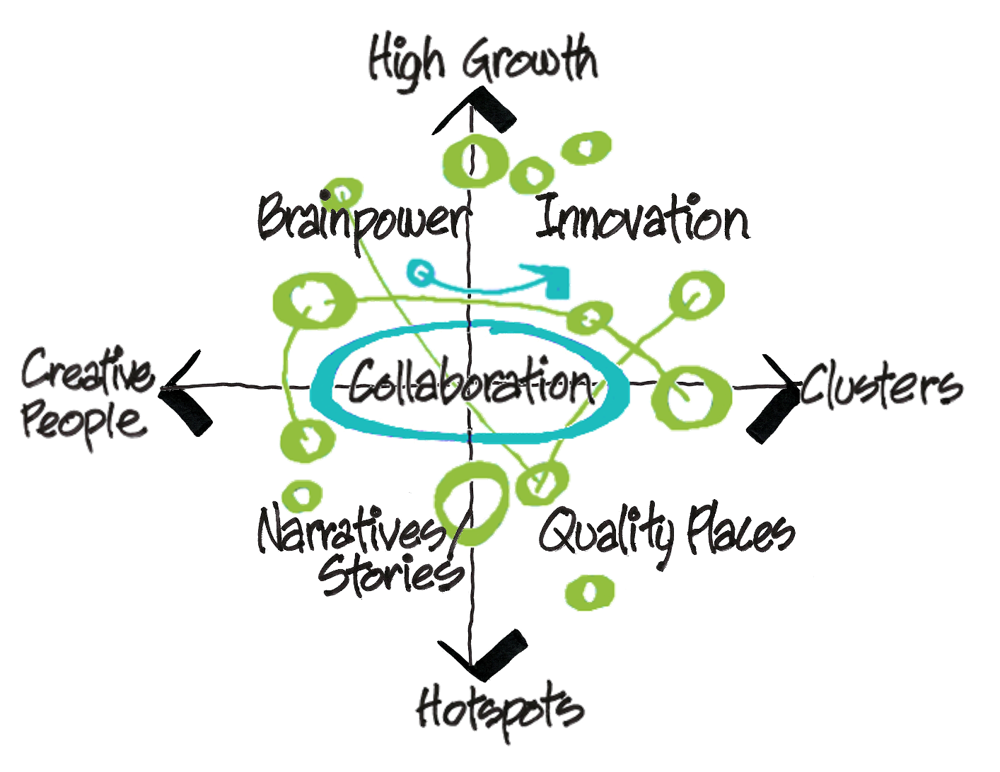 High Growth
Brainpower Innovation
Creative
People
Collaboration
Clusters
Narratives/
Stories
Quality Places
Hotspots